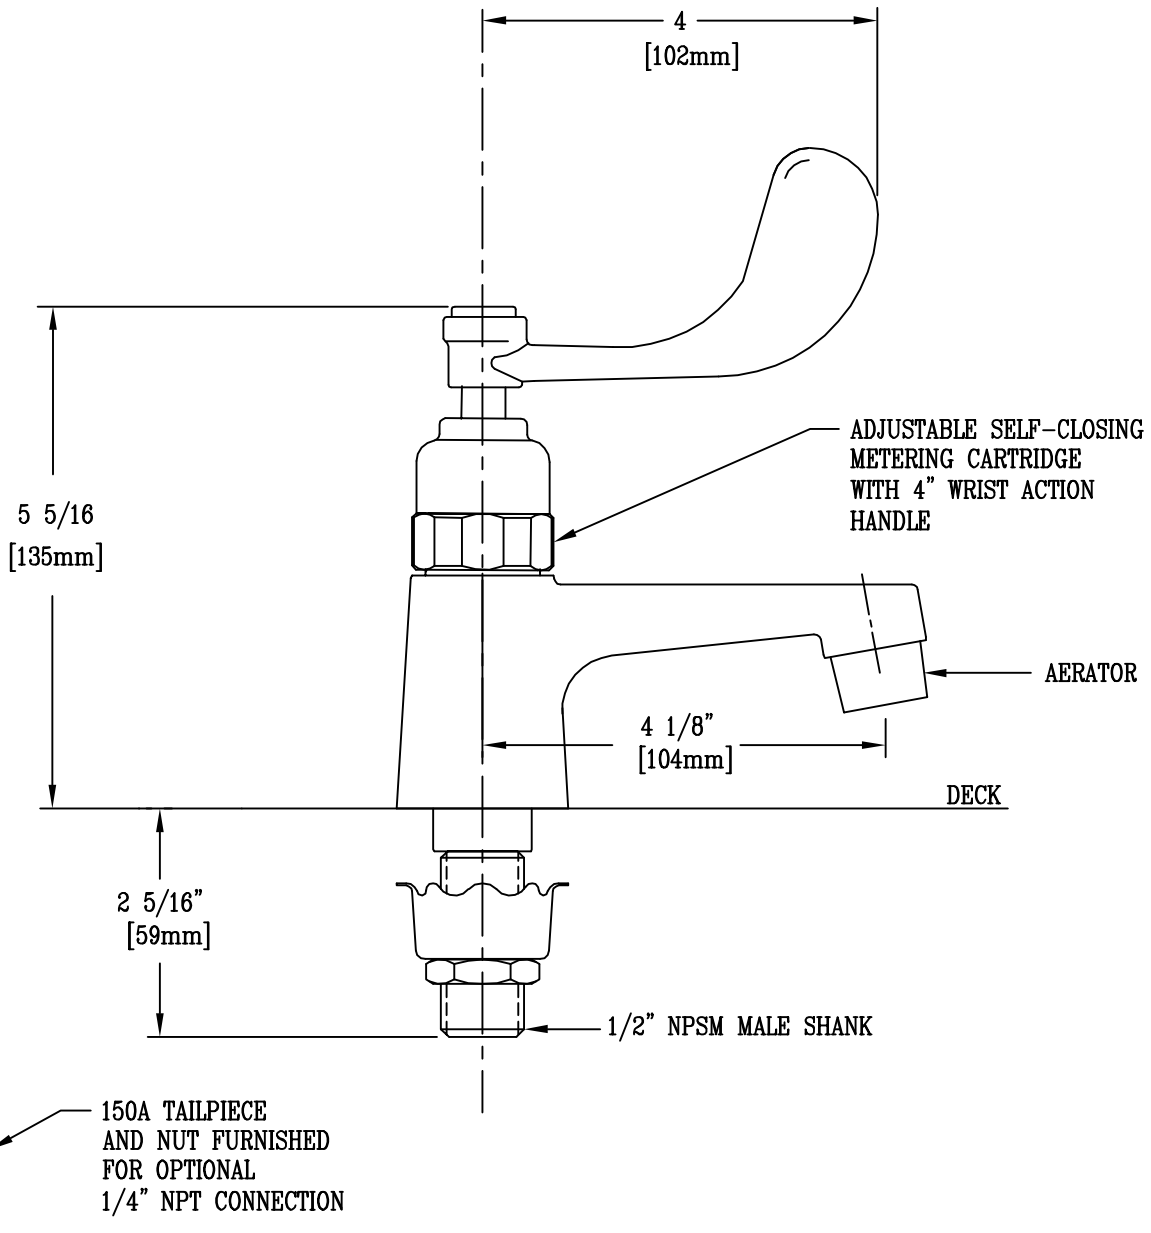 4
[102mm]
ADJUSTABLE SELF-CLOSING
METERING CARTRIDGE
WITH 4" WRIST ACTION
HANDLE
5 5/16
[135mm]
AERATOR
4 1/8"
[104mm]
DECK
2 5/16"
[59mm]
1/2" NPSM MALE SHANK
150A TAILPIECE
AND NUT FURNISHED
FOR OPTIONAL
1/4" NPT CONNECTION